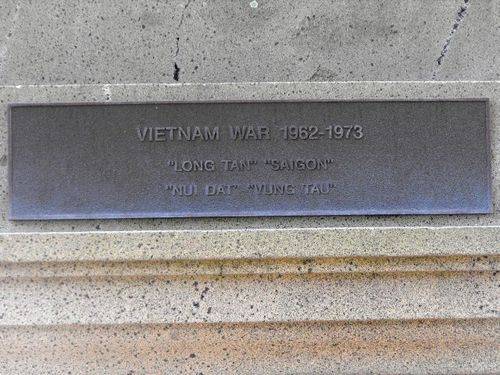 VIETNAM WAR 1962-1973
"LONG TAN" "SAIGON"
"NUI DAT" "VUNG TAU"